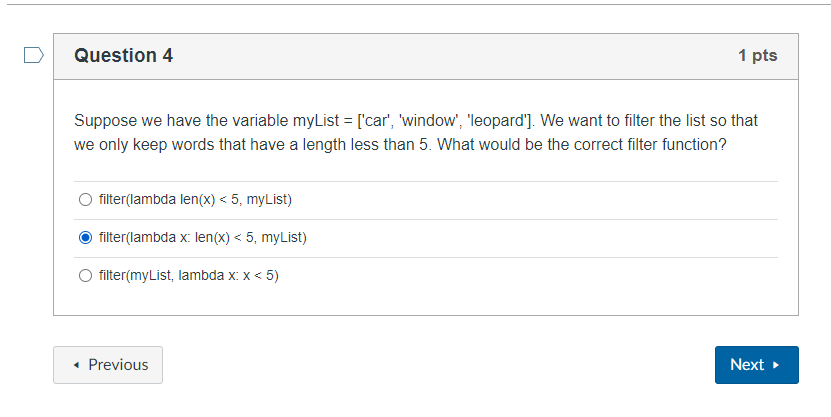 Question 4
1 pts
Suppose we have the variable myList = ['car', 'window', 'leopard']. We want to filter the list so that
we only keep words that have a length less than 5. What would be the correct filter function?
filter(lambda len(x) < 5, myList)
filter(lambda x: len(x) < 5, myList)
filter(myList, lambda x: x < 5)
Previous
Next